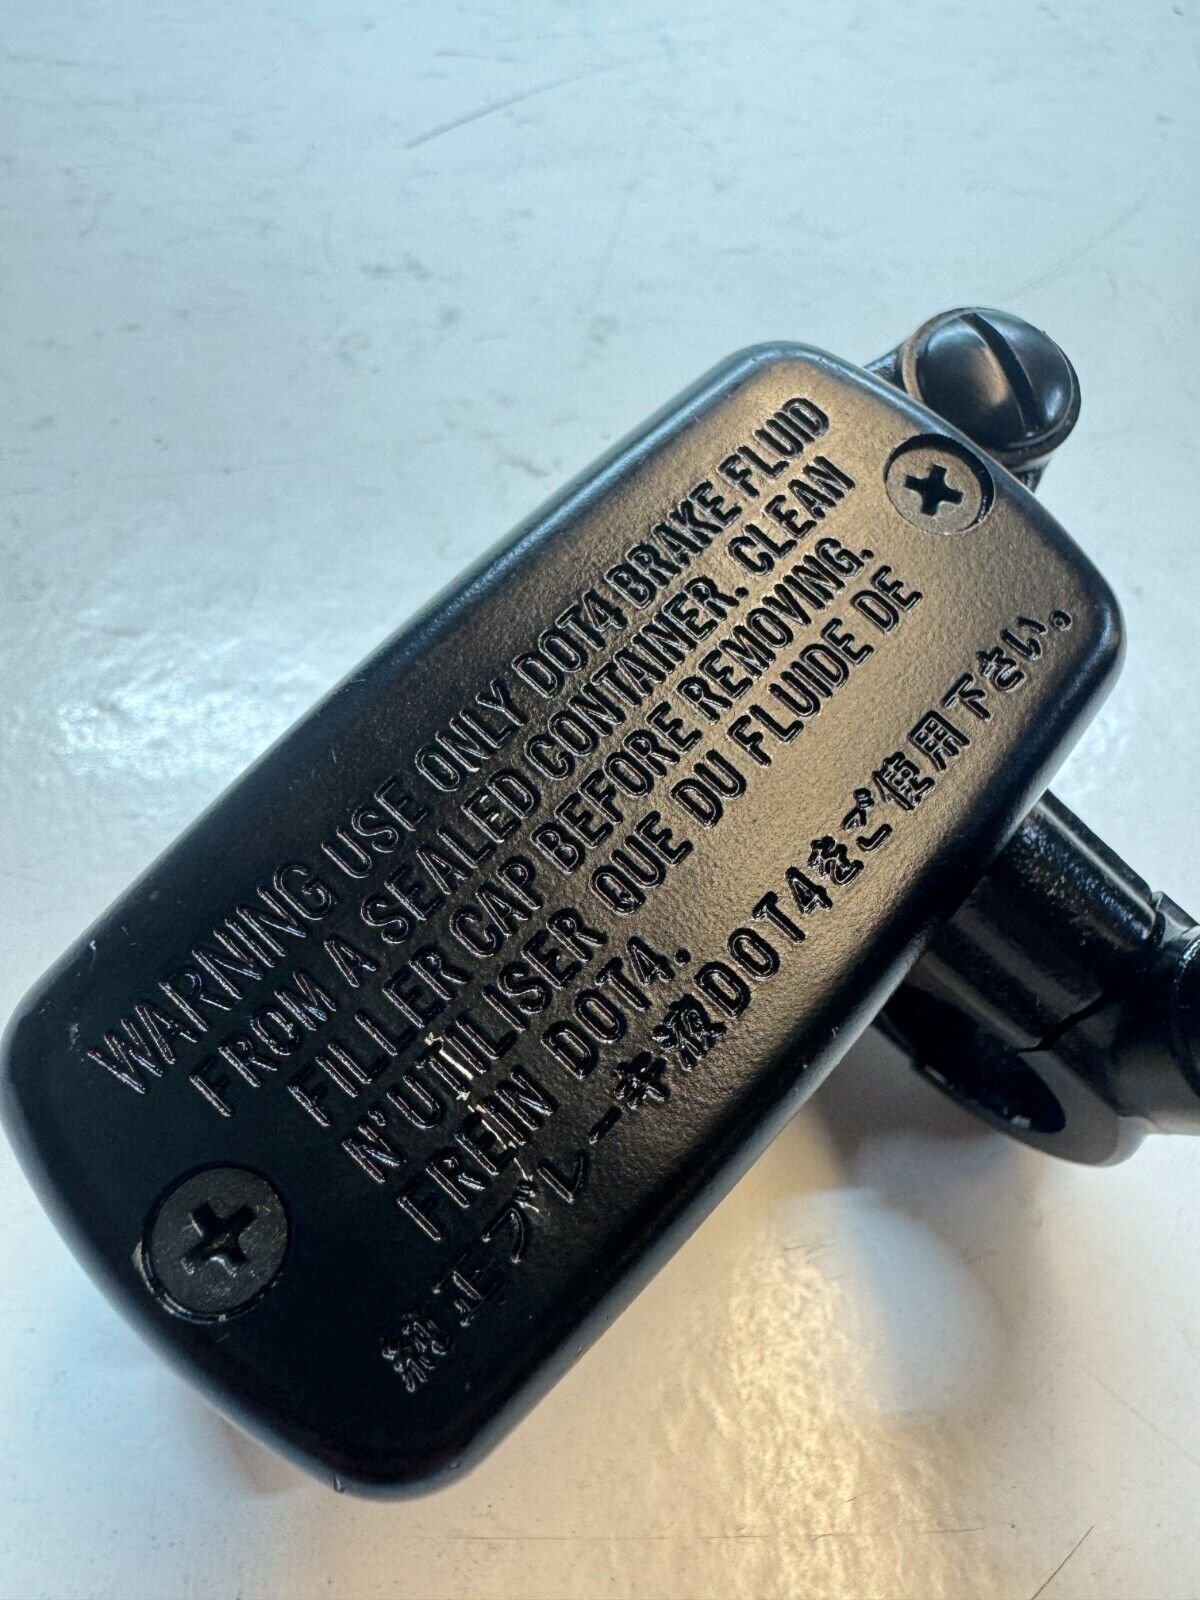 WARNING USE ONLY DOT4 BRAKE FLUID
FROM A SEALED CONTAINER. CLEAN
FILLER CAP BEFORE REMOVING.
N'UTILISER QUE DU FLUIDE DE
FREIN DOT4.
純正ブレーキ液DOT4をご使用下さい。